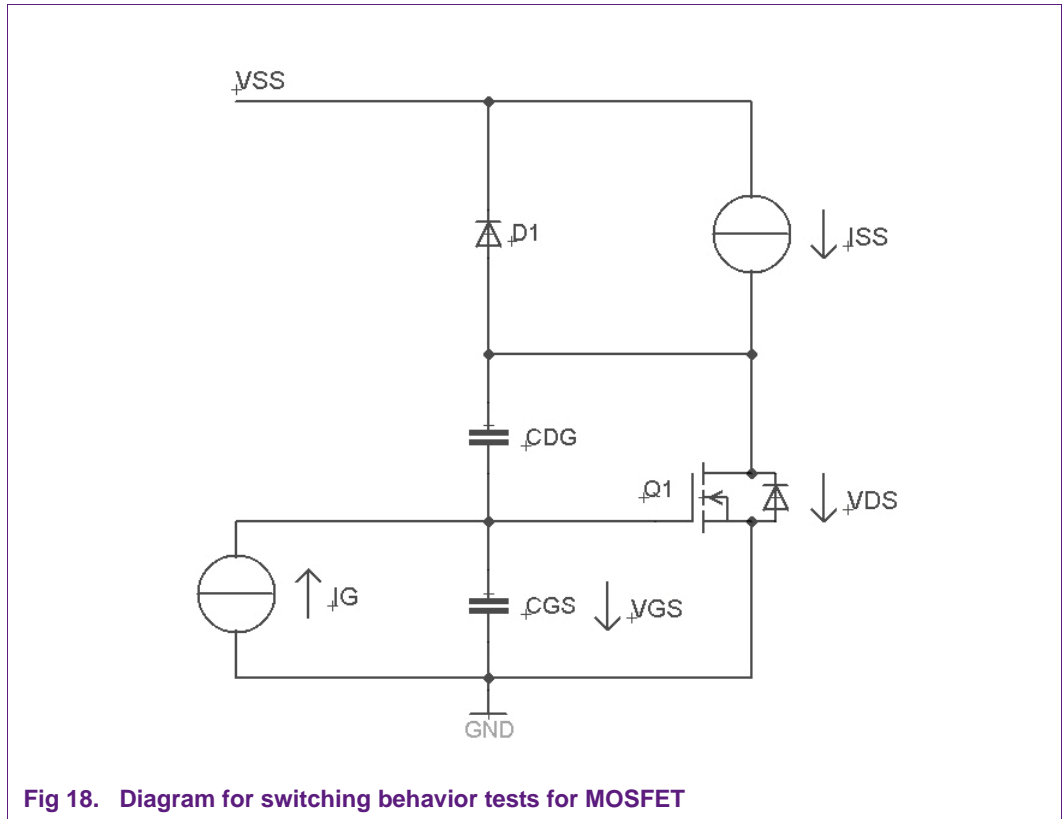 VSS
D1
ISS
CDG
Q1
VDS
IG
CGS
VGS
GND
Fig 18. Diagram for switching behavior tests for MOSFET